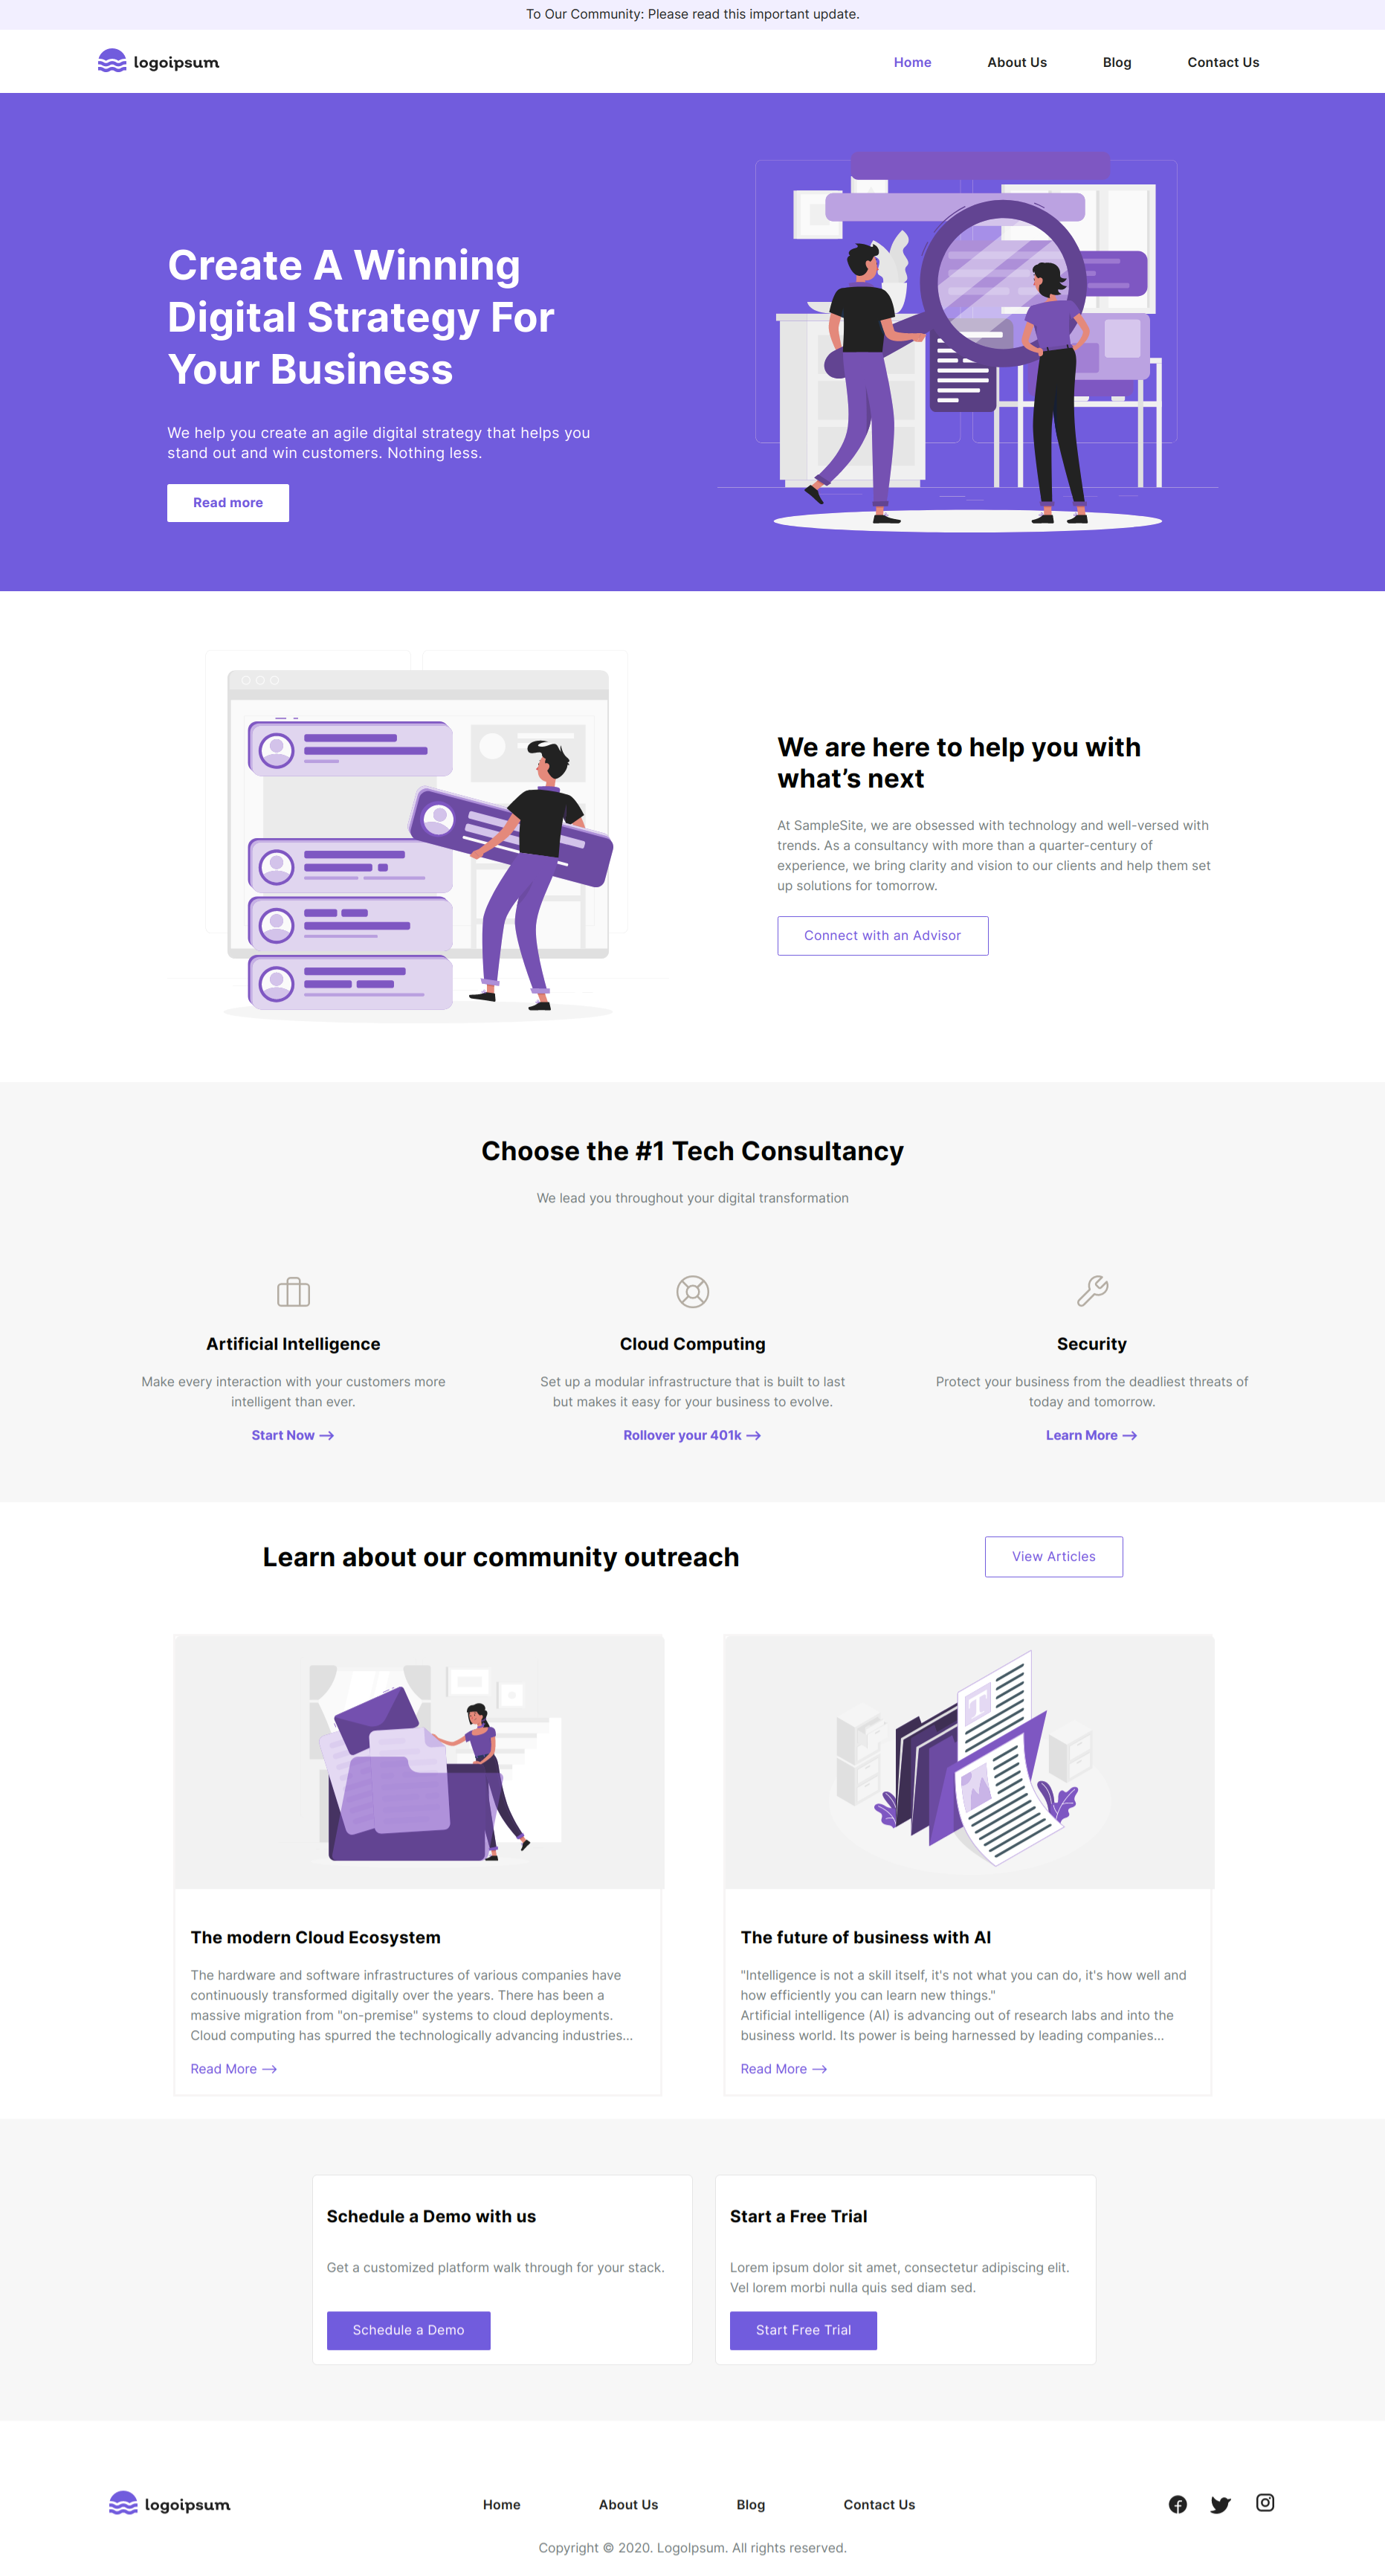 To Our Community: Please read this important update.
logoipsum
Home
About Us
Blog
Contact Us
Create A Winning
Digital Strategy For
Your Business
We help you create an agile digital strategy that helps you
stand out and win customers. Nothing less.
Read more
We are here to help you with
what’s next
At SampleSite, we are obsessed with technology and well-versed with
trends. As a consultancy with more than a quarter-century of
experience, we bring clarity and vision to our clients and help them set
up solutions for tomorrow.
Connect with an Advisor
Choose the #1 Tech Consultancy
We lead you throughout your digital transformation
Artificial Intelligence
Make every interaction with your customers more
intelligent than ever.
Start Now →
Cloud Computing
Set up a modular infrastructure that is built to last
but makes it easy for your business to evolve.
Rollover your 401k →
Security
Protect your business from the deadliest threats of
today and tomorrow.
Learn More →
Learn about our community outreach
View Articles
The modern Cloud Ecosystem
The hardware and software infrastructures of various companies have
continuously transformed digitally over the years. There has been a
massive migration from "on-premise" systems to cloud deployments.
Cloud computing has spurred the technologically advancing industries...
Read More →
T
The future of business with AI
"Intelligence is not a skill itself, it's not what you can do, it's how well and
how efficiently you can learn new things."
Artificial intelligence (AI) is advancing out of research labs and into the
business world. Its power is being harnessed by leading companies...
Read More →
Schedule a Demo with us
Get a customized platform walk through for your stack.
Schedule a Demo
Start a Free Trial
Lorem ipsum dolor sit amet, consectetur adipiscing elit.
Vel lorem morbi nulla quis sed diam sed.
Start Free Trial
logoipsum
Home
About Us
Blog
Contact Us
Copyright © 2020. LogoIpsum. All rights reserved.